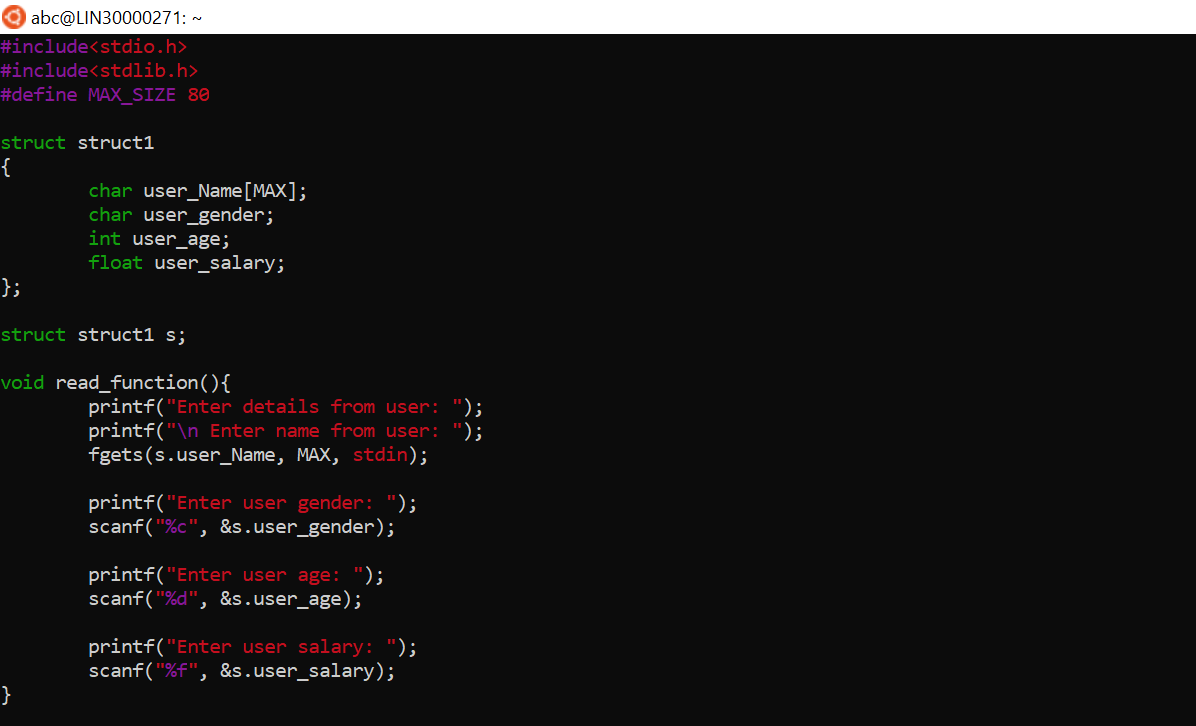 abc@LIN30000271: ~
#include<stdio.h>
#include<stdlib.h>
#define MAX_SIZE 80
struct struct1
{
char user_Name[MAX];
char user_gender;
int user_age;
float user_salary;
};
struct struct1 s;
void read_function(){
printf("Enter details from user: ");
printf("\n Enter name from user: ");
fgets(s.user_Name, MAX, stdin);
printf("Enter user gender: ");
scanf("%c", &s.user_gender);
printf("Enter user age: ");
scanf("%d", &s.user_age);
printf("Enter user salary: ");
scanf("%f", &s.user_salary);
}